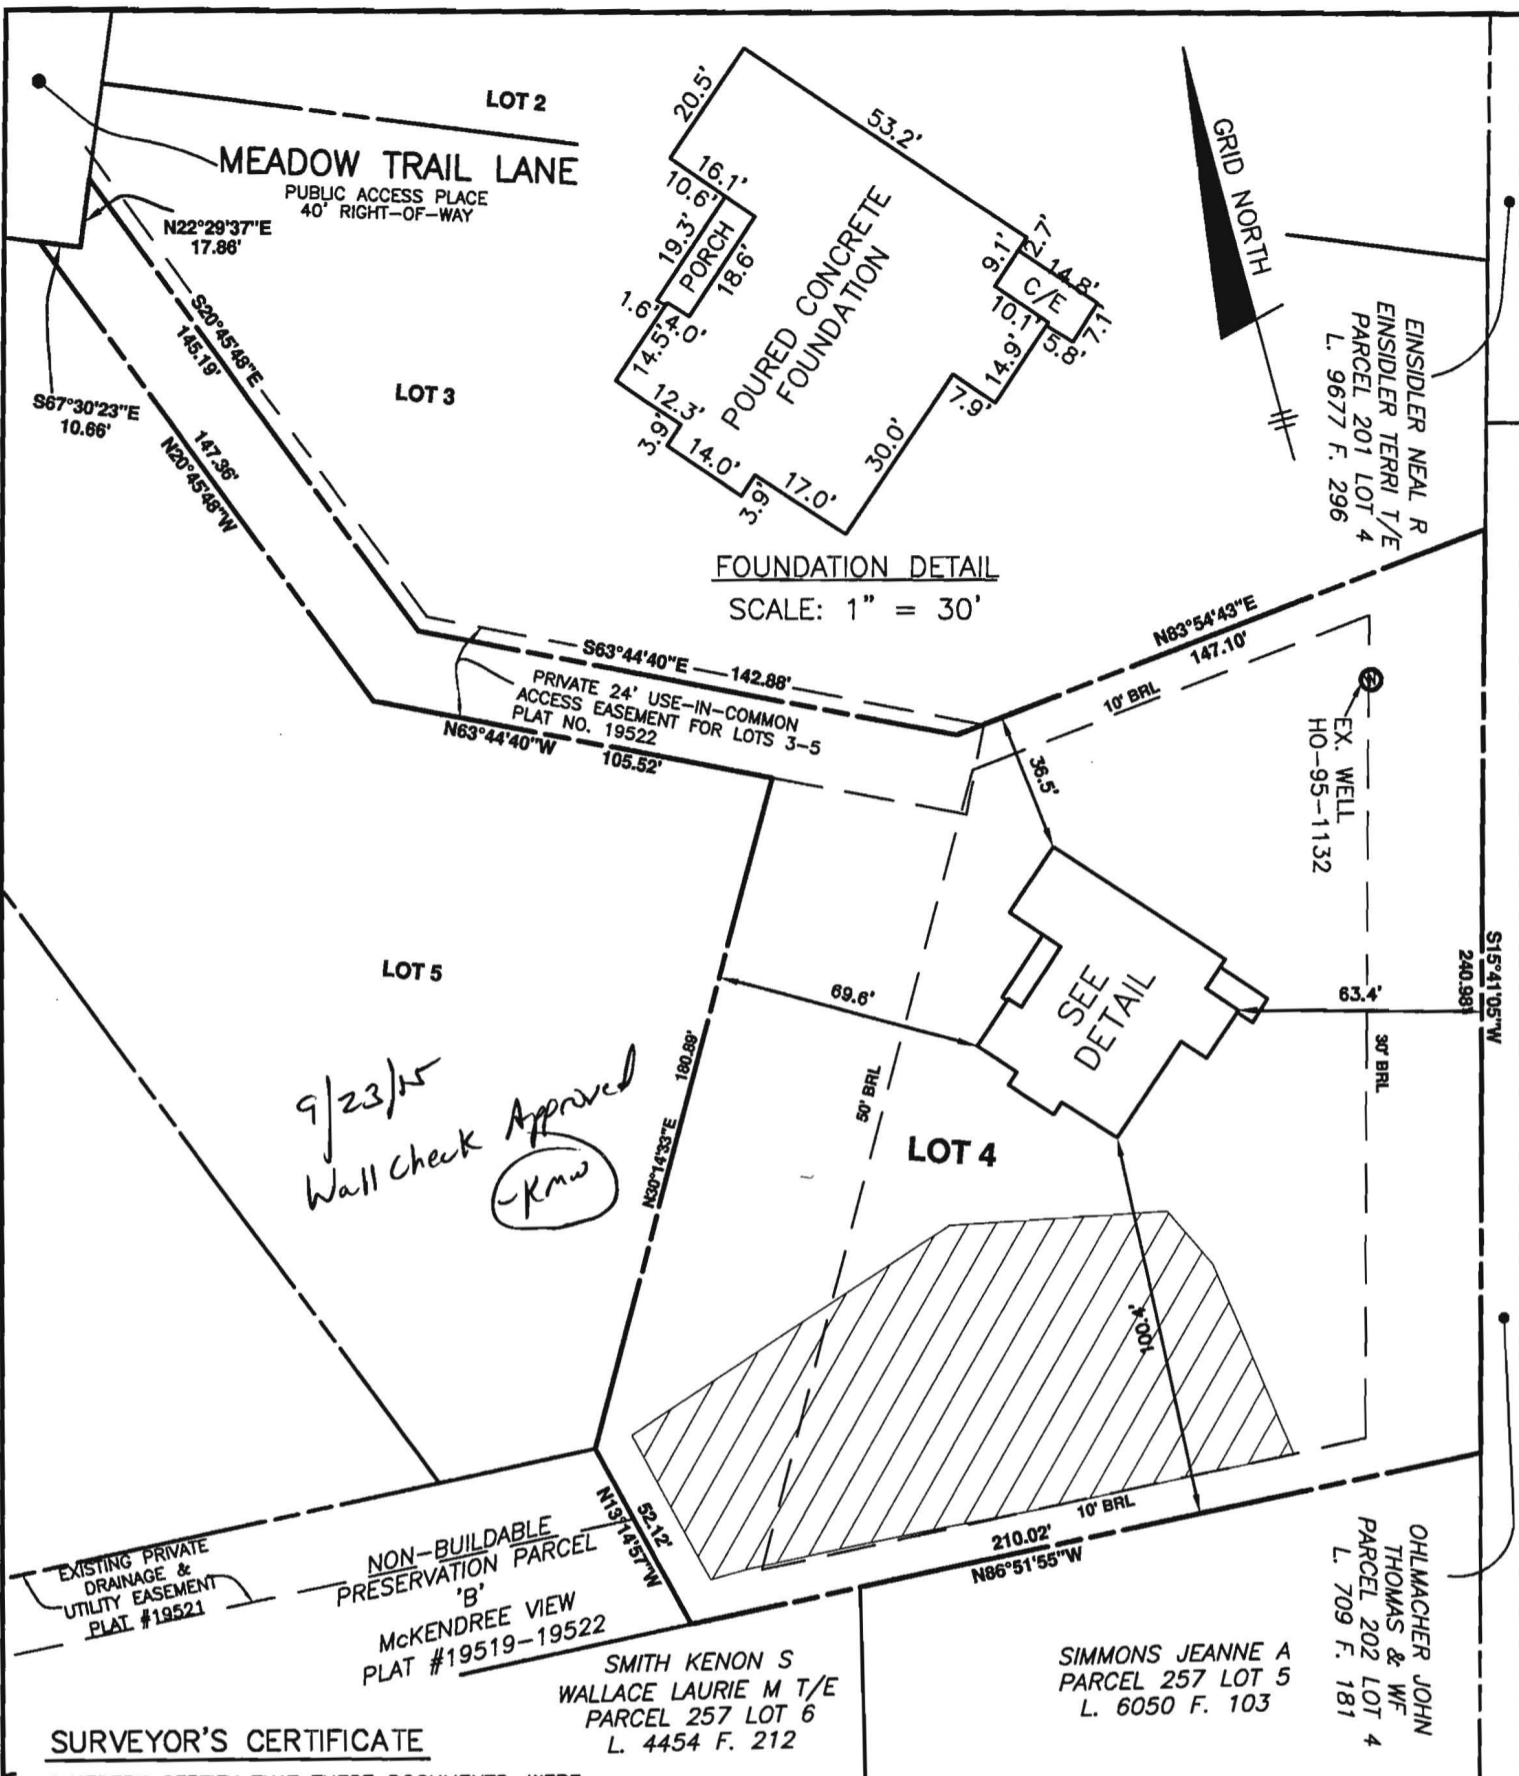 LOT 2
MEADOW TRAIL LANE
PUBLIC ACCESS PLACE
40' RIGHT-OF-WAY
N22°29'37"E
17.86'
S20°45'48"E
145.19'
S67°30'23"E
10.66'
147.36'
N20°45'48"W
LOT 3
20.5'
53.2'
16.1'
10.6'
19.3'
PORCH
18.6'
1.6'
4.0'
14.5'
12.3'
3.9'
14.0'
3.9'
17.0'
30.0'
7.9'
14.9'
5.8'
7.1'
10.1'
C/E
14.8'
2.7'
9.1'
POURED CONCRETE
FOUNDATION
FOUNDATION DETAIL
SCALE: 1" = 30'
GRID NORTH
EINSIDLER NEAL R
EINSIDLER TERRI T/E
PARCEL 201 LOT 4
L. 9677 F. 296
S63°44'40"E
142.88'
PRIVATE 24' USE-IN-COMMON
ACCESS EASEMENT FOR LOTS 3-5
PLAT NO. 19522
N63°44'40"W
105.52'
N83°54'43"E
147.10'
10' BRL
EX. WELL
HO-95-1132
36.5'
LOT 5
69.6'
SEE
DETAIL
63.4'
S15°41'05"W
240.98'
30' BRL
50' BRL
180.89'
N30°14'33"E
LOT 4
9/23/15
Wall Check Approved
-KMW
100.4'
10' BRL
210.02'
N86°51'55"W
52.12'
N13°14'57"W
EXISTING PRIVATE
DRAINAGE &
UTILITY EASEMENT
PLAT #19521
NON-BUILDABLE
PRESERVATION PARCEL
'B'
McKENDREE VIEW
PLAT #19519-19522
SMITH KENON S
WALLACE LAURIE M T/E
PARCEL 257 LOT 6
L. 4454 F. 212
SIMMONS JEANNE A
PARCEL 257 LOT 5
L. 6050 F. 103
OHLMACHER JOHN
THOMAS & WF
PARCEL 202 LOT 4
L. 709 F. 181
SURVEYOR'S CERTIFICATE